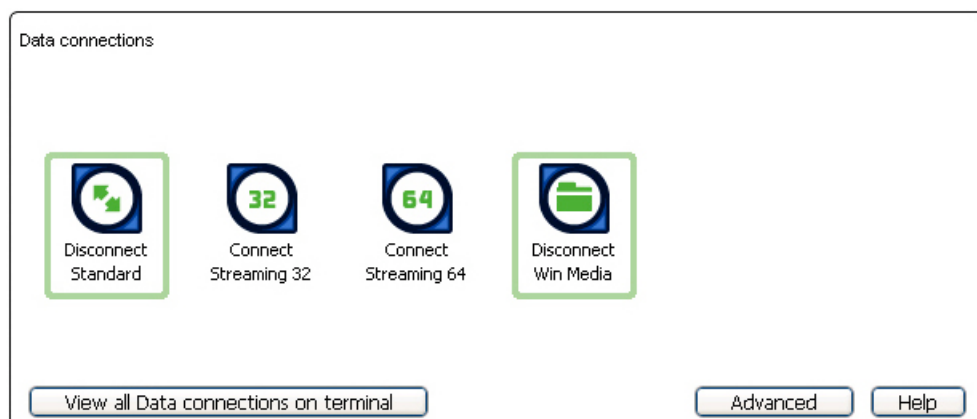 Data connections
32
64
Disconnect
Standard
Connect
Streaming 32
Connect
Streaming 64
Disconnect
Win Media
View all Data connections on terminal
Advanced
Help